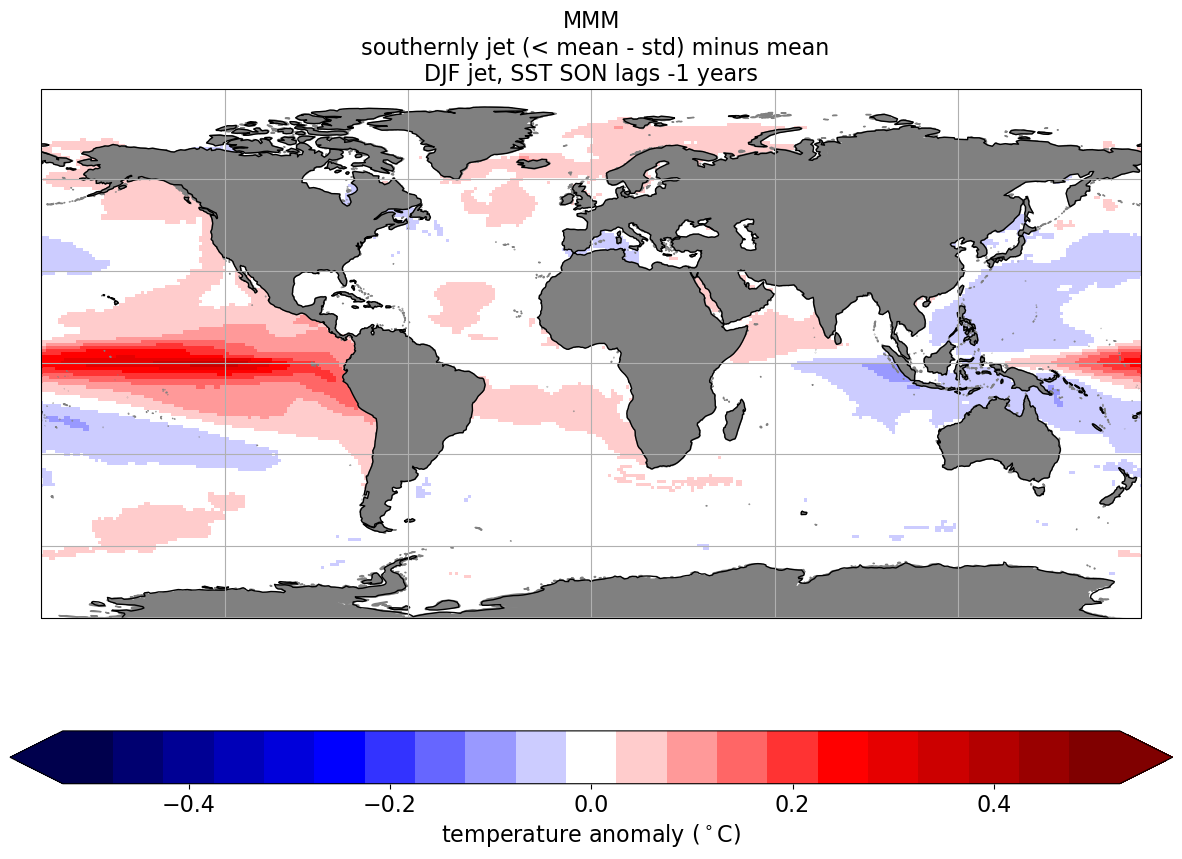 MMM
southernly jet (< mean - std) minus mean
DJF jet, SST SON lags -1 years
−0.4 −0.2 0.0 0.2 0.4
temperature anomaly (°C)